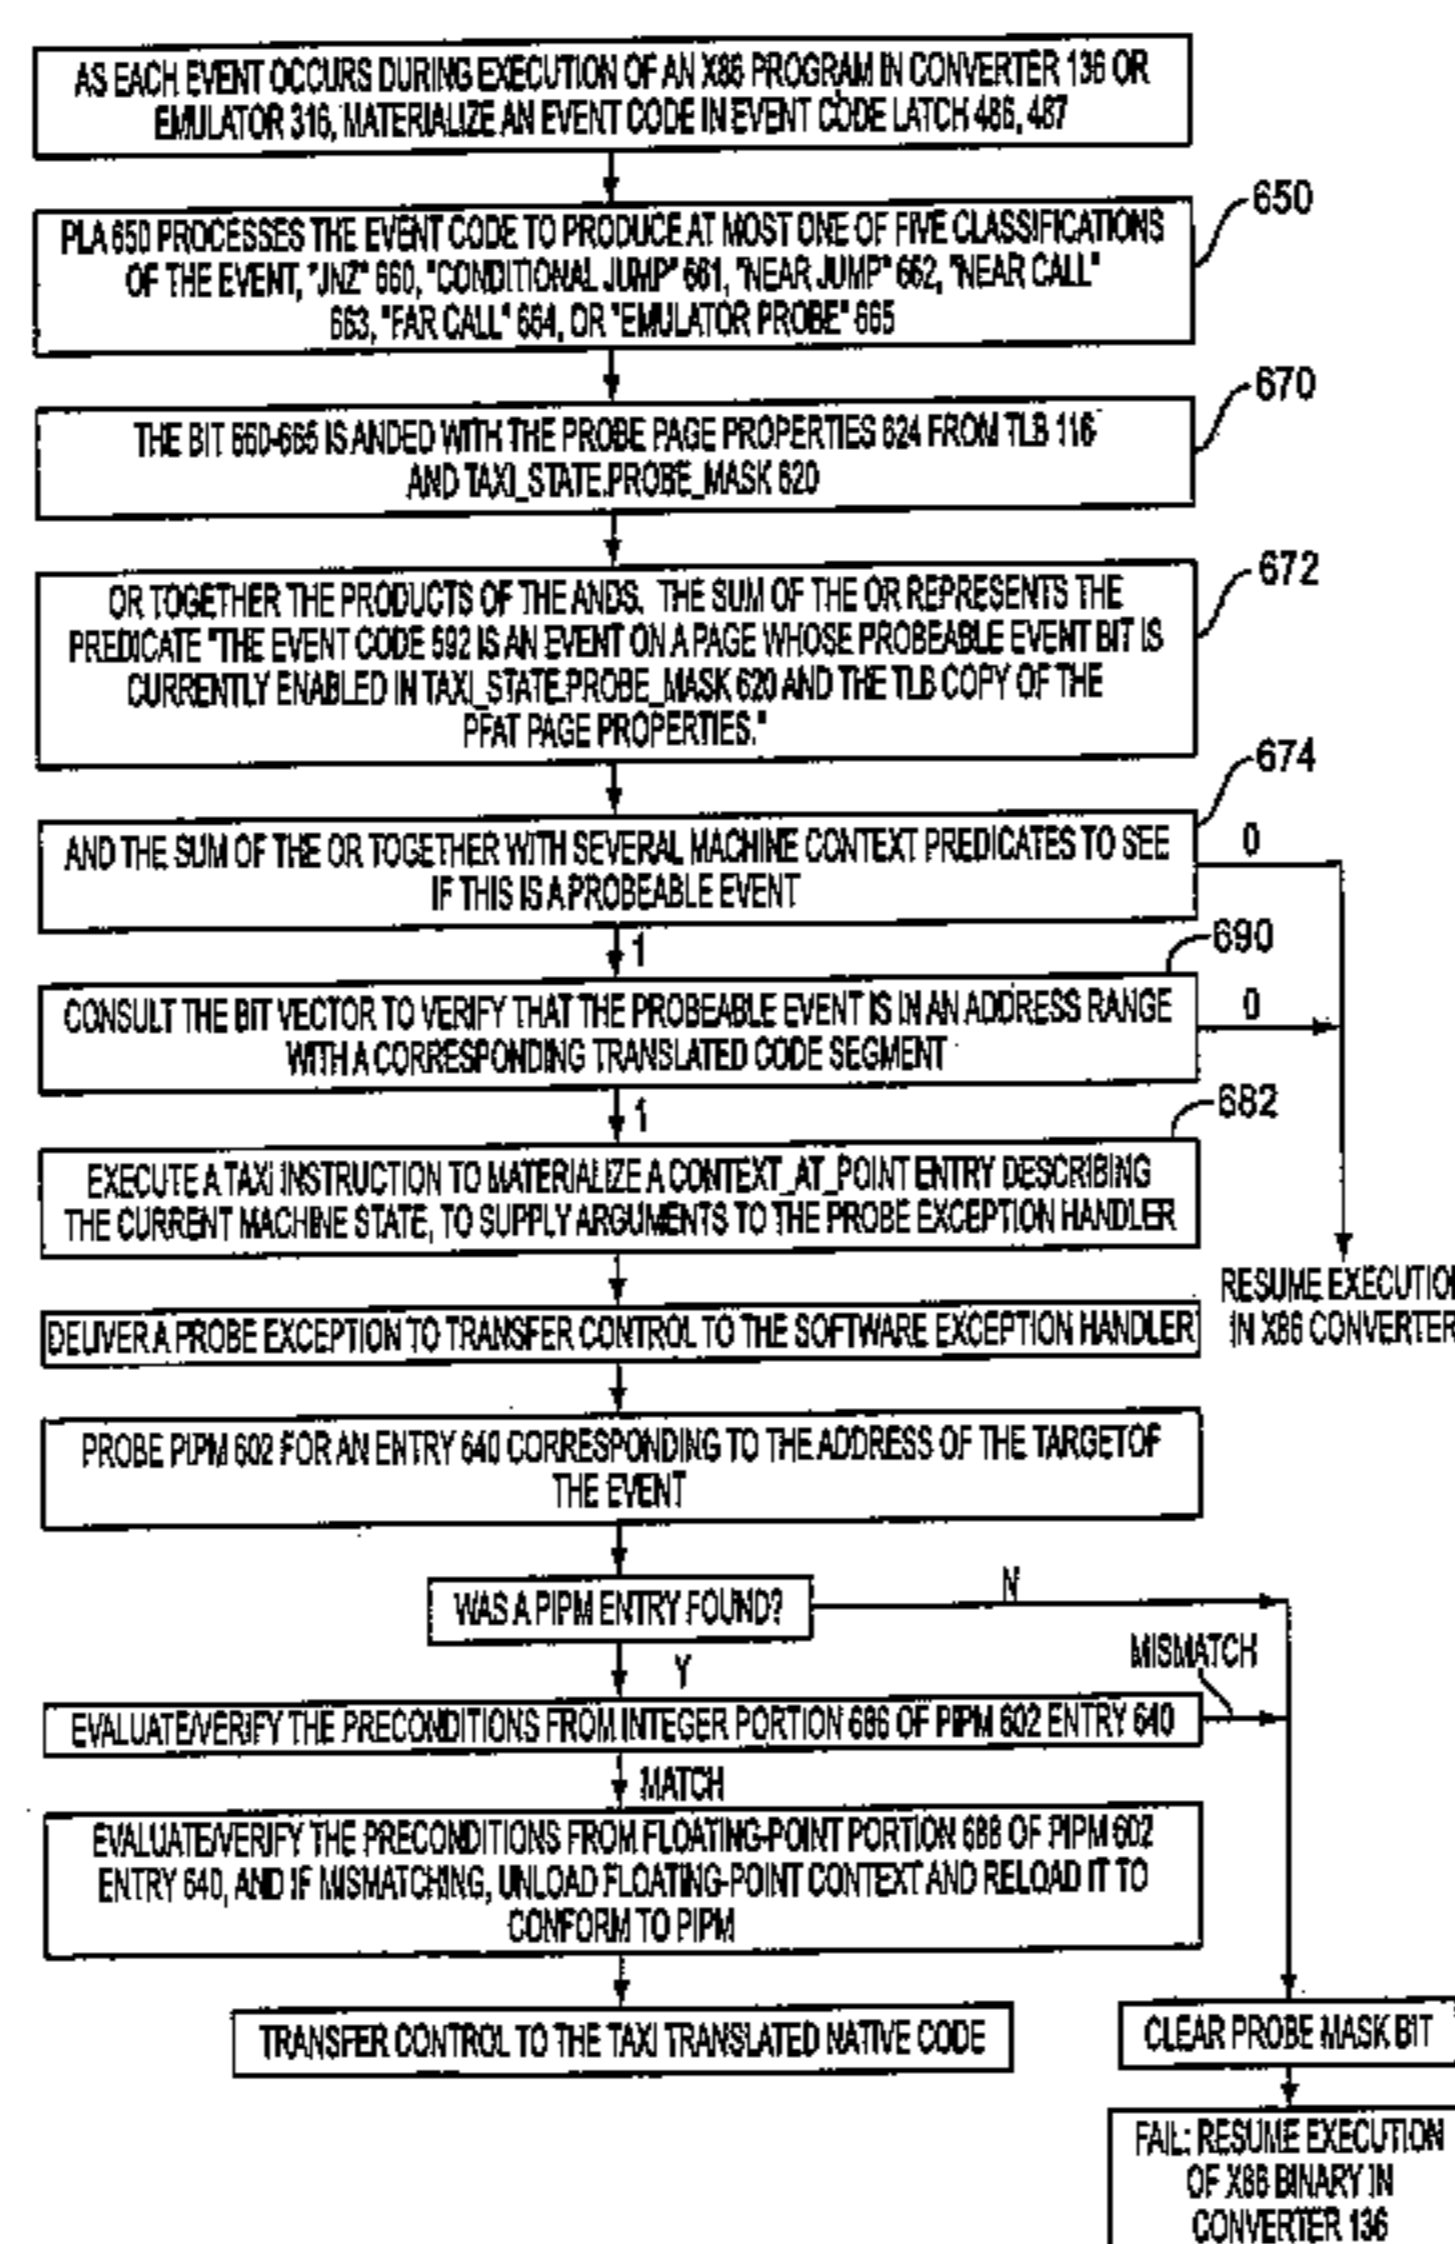 AS EACH EVENT OCCURS DURING EXECUTION OF AN X86 PROGRAM IN CONVERTER 136 OR
EMULATOR 316, MATERIALIZE AN EVENT CODE IN EVENT CODE LATCH 486, 487
650
PLA 650 PROCESSES THE EVENT CODE TO PRODUCE AT MOST ONE OF FIVE CLASSIFICATIONS
OF THE EVENT, "JNZ" 660, "CONDITIONAL JUMP" 661, "NEAR JUMP" 662, "NEAR CALL"
663, "FAR CALL" 664, OR "EMULATOR PROBE" 665
670
THE BIT 660-665 IS ANDED WITH THE PROBE PAGE PROPERTIES 624 FROM TLB 116
AND TAXI_STATE.PROBE_MASK 620
672
OR TOGETHER THE PRODUCTS OF THE ANDS. THE SUM OF THE OR REPRESENTS THE
PREDICATE "THE EVENT CODE 592 IS AN EVENT ON A PAGE WHOSE PROBEABLE EVENT BIT IS
CURRENTLY ENABLED IN TAXI_STATE.PROBE_MASK 620 AND THE TLB COPY OF THE
PFAT PAGE PROPERTIES."
674
AND THE SUM OF THE OR TOGETHER WITH SEVERAL MACHINE CONTEXT PREDICATES TO SEE
IF THIS IS A PROBEABLE EVENT
0
1
690
CONSULT THE BIT VECTOR TO VERIFY THAT THE PROBEABLE EVENT IS IN AN ADDRESS RANGE
WITH A CORRESPONDING TRANSLATED CODE SEGMENT
0
1
682
EXECUTE A TAXI INSTRUCTION TO MATERIALIZE A CONTEXT_AT_POINT ENTRY DESCRIBING
THE CURRENT MACHINE STATE, TO SUPPLY ARGUMENTS TO THE PROBE EXCEPTION HANDLER
RESUME EXECUTION
IN X86 CONVERTER
DELIVER A PROBE EXCEPTION TO TRANSFER CONTROL TO THE SOFTWARE EXCEPTION HANDLER
PROBE PIPM 602 FOR AN ENTRY 640 CORRESPONDING TO THE ADDRESS OF THE TARGET OF
THE EVENT
WAS A PIPM ENTRY FOUND?
N
Y
MISMATCH
EVALUATE/VERIFY THE PRECONDITIONS FROM INTEGER PORTION 686 OF PIPM 602 ENTRY 640
MATCH
EVALUATE/VERIFY THE PRECONDITIONS FROM FLOATING-POINT PORTION 688 OF PIPM 602
ENTRY 640, AND IF MISMATCHING, UNLOAD FLOATING-POINT CONTEXT AND RELOAD IT TO
CONFORM TO PIPM
TRANSFER CONTROL TO THE TAXI TRANSLATED NATIVE CODE
CLEAR PROBE MASK BIT
FAIL: RESUME EXECUTION
OF X86 BINARY IN
CONVERTER 136